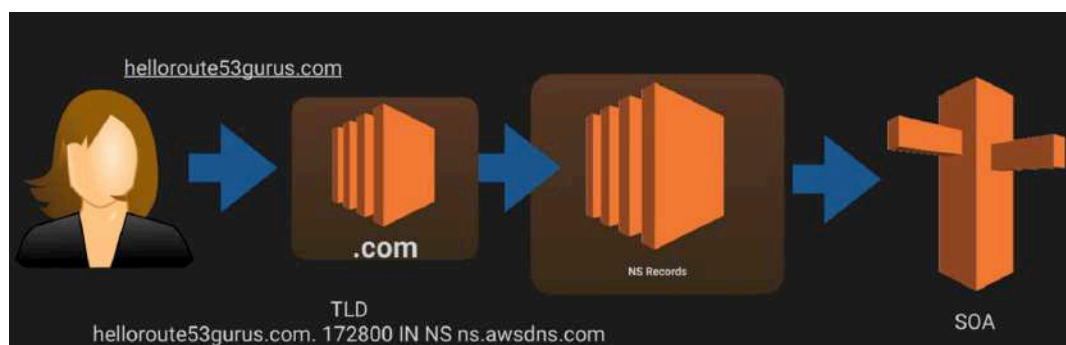 helloroute53gurus.com
.com
NS Records
TLD
SOA
helloroute53gurus.com. 172800 IN NS ns.awsdns.com